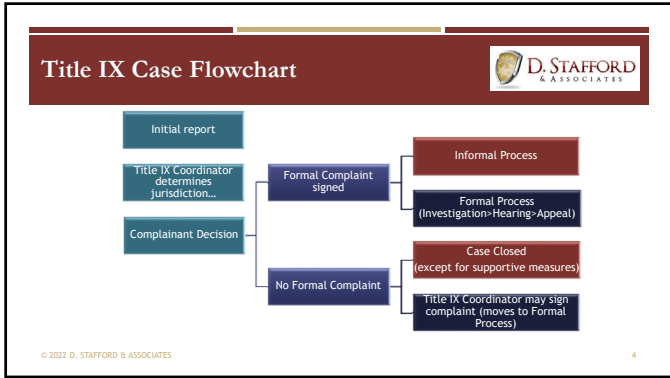 Title IX Case Flowchart
D. STAFFORD
& ASSOCIATES
Initial report
Title IX Coordinator
determines
jurisdiction…
Complainant Decision
Formal Complaint
signed
Informal Process
Formal Process
(Investigation>Hearing>Appeal)
No Formal Complaint
Case Closed
(except for supportive measures)
Title IX Coordinator may sign
complaint (moves to Formal
Process)
© 2022 D. STAFFORD & ASSOCIATES
4